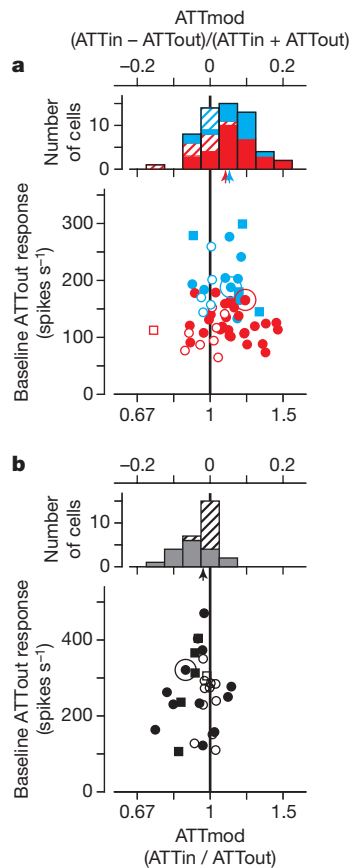 ATTmod
(ATTin – ATTout)/(ATTin + ATTout)
a
−0.2 0 0.2
Number of cells
10
0
Baseline ATTout response
(spikes s⁻¹)
300
200
100
0
0.67 1 1.5
b
−0.2 0 0.2
Number of cells
10
0
Baseline ATTout response
(spikes s⁻¹)
400
200
0
0.67 1 1.5
ATTmod
(ATTin / ATTout)